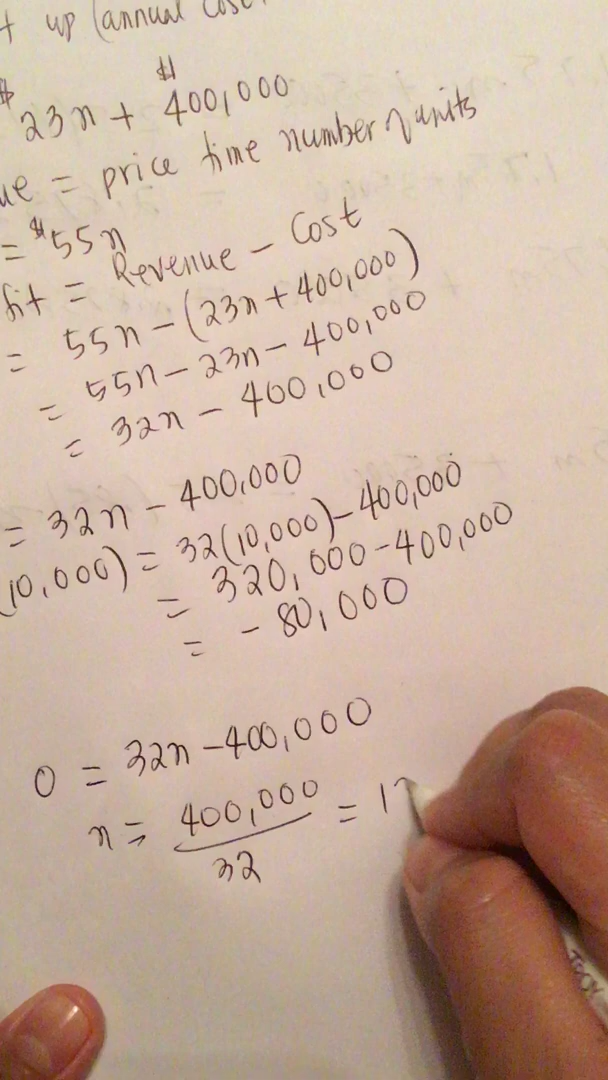 up (annual cost
$23n + $400,000
ue = price time number of units
= $55n
fit = Revenue - Cost
= 55n - (23n + 400,000)
= 55n - 23n - 400,000
= 32n - 400,000
= 32n - 400,000
(10,000) = 32(10,000) - 400,000
= 320,000 - 400,000
= - 80,000
0 = 32n - 400,000
n = 400,000/32 = 12